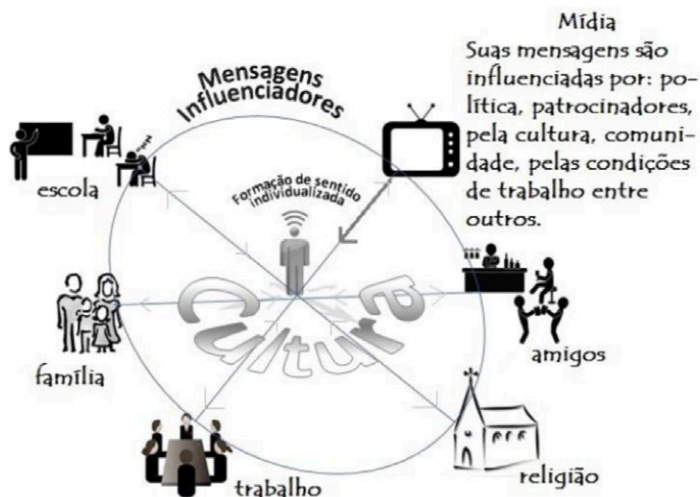 Mídia
Suas mensagens são
influenciadas por: po-
lítica, patrocinadores,
pela cultura, comuni-
dade, pelas condições
de trabalho entre
outros.
Mensagens
Influenciadores
escola
Formação de sentido
individualizada
Cultura
família
amigos
trabalho
religião